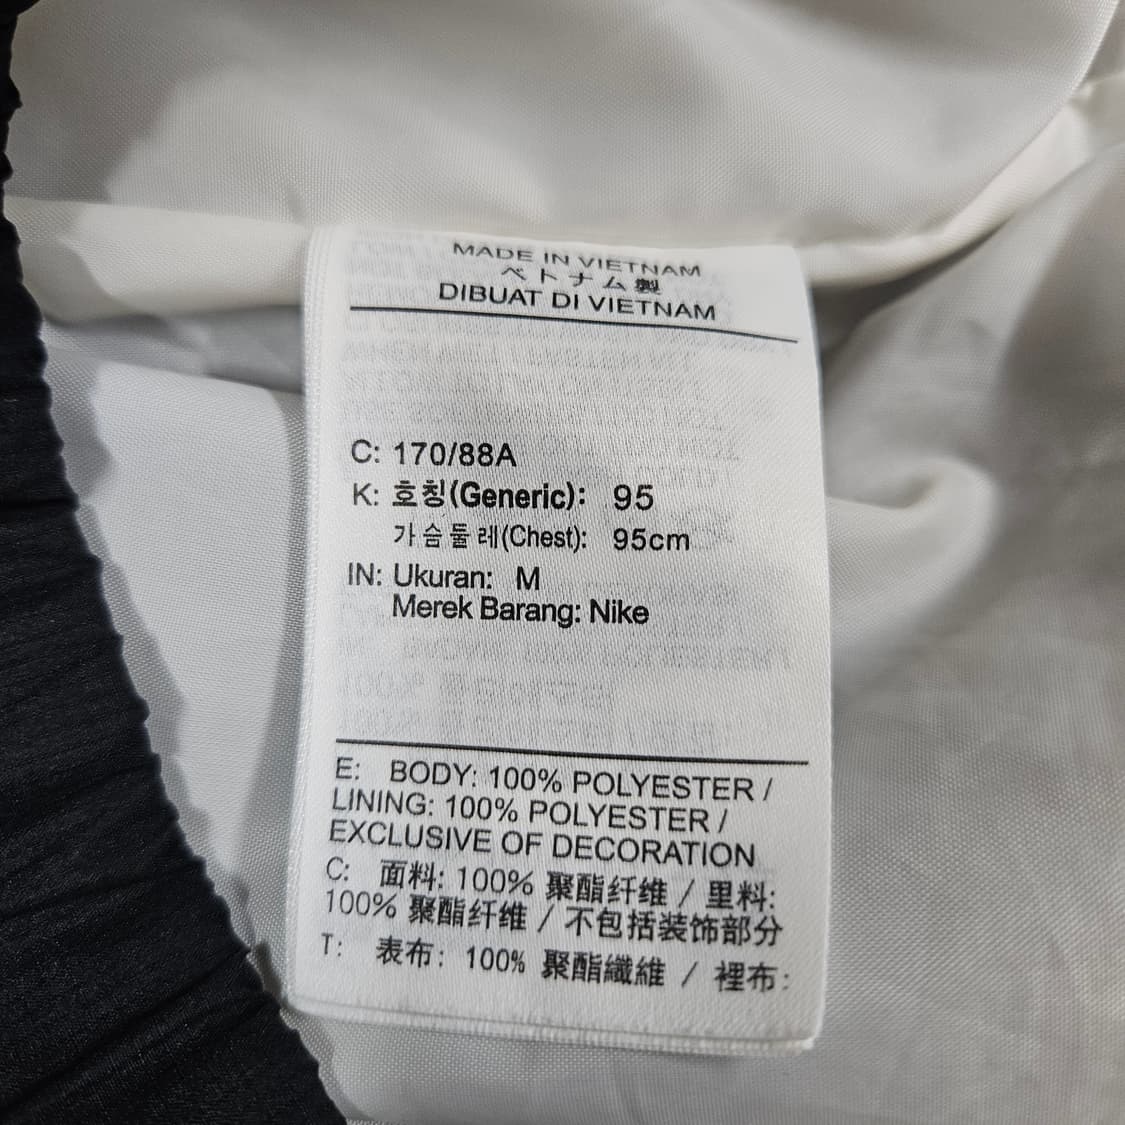 MADE IN VIETNAM
ベトナム製
DIBUAT DI VIETNAM
C: 170/88A
K: 호칭(Generic): 95
가슴둘레(Chest): 95cm
IN: Ukuran: M
Merek Barang: Nike
E: BODY: 100% POLYESTER /
LINING: 100% POLYESTER /
EXCLUSIVE OF DECORATION
C: 面料: 100% 聚酯纤维 / 里料:
100% 聚酯纤维 / 不包括装饰部分
T: 表布: 100% 聚酯纖維 / 裡布: